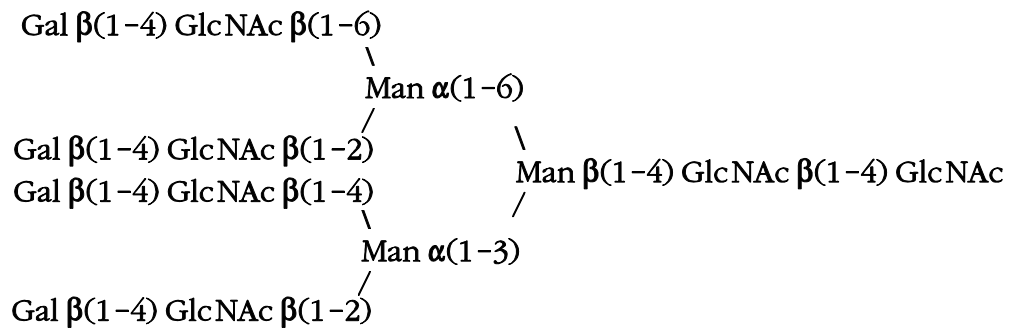 Gal β(1-4) GlcNAc β(1-6)
Man α(1-6)
Gal β(1-4) GlcNAc β(1-2)
Man β(1-4) GlcNAc β(1-4) GlcNAc
Gal β(1-4) GlcNAc β(1-4)
Man α(1-3)
Gal β(1-4) GlcNAc β(1-2)